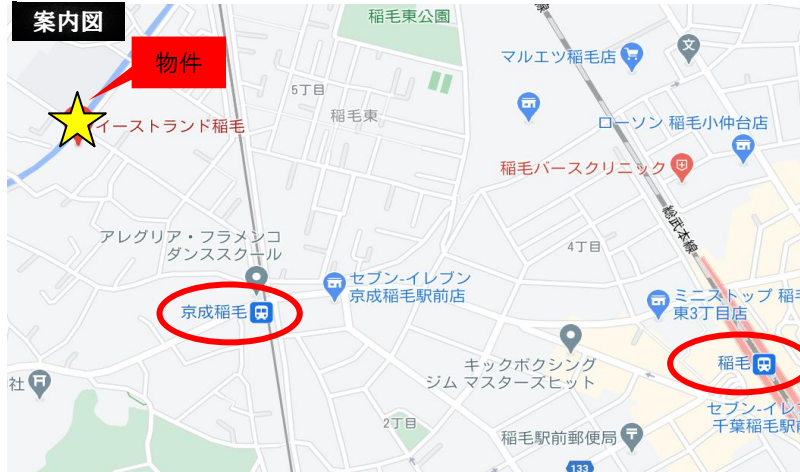 案内図
稲毛東公園
物件
マルエツ稲毛店
文
5丁目
稲毛東
イーストランド稲毛
ローソン 稲毛小仲台店
稲毛バースクリニック
総武本線
アレグリア・フラメンコ
ダンススクール
4丁目
セブン-イレブン
京成稲毛駅前店
京成稲毛
ミニストップ 稲毛
東3丁目店
キックボクシング
ジム マスターズヒット
稲毛
社
セブン-イレブ
千葉稲毛駅前
2丁目
稲毛駅前郵便局
133